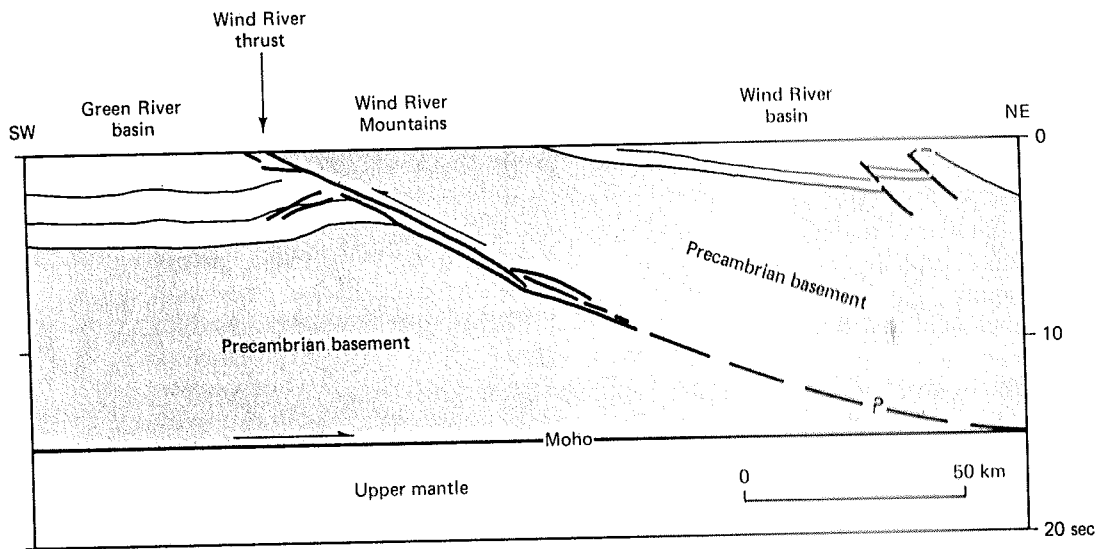 Wind River
thrust
Green River
basin
Wind River
Mountains
Wind River
basin
SW
NE
0
Precambrian basement
Precambrian basement
10
?
Moho
0
50 km
Upper mantle
20 sec